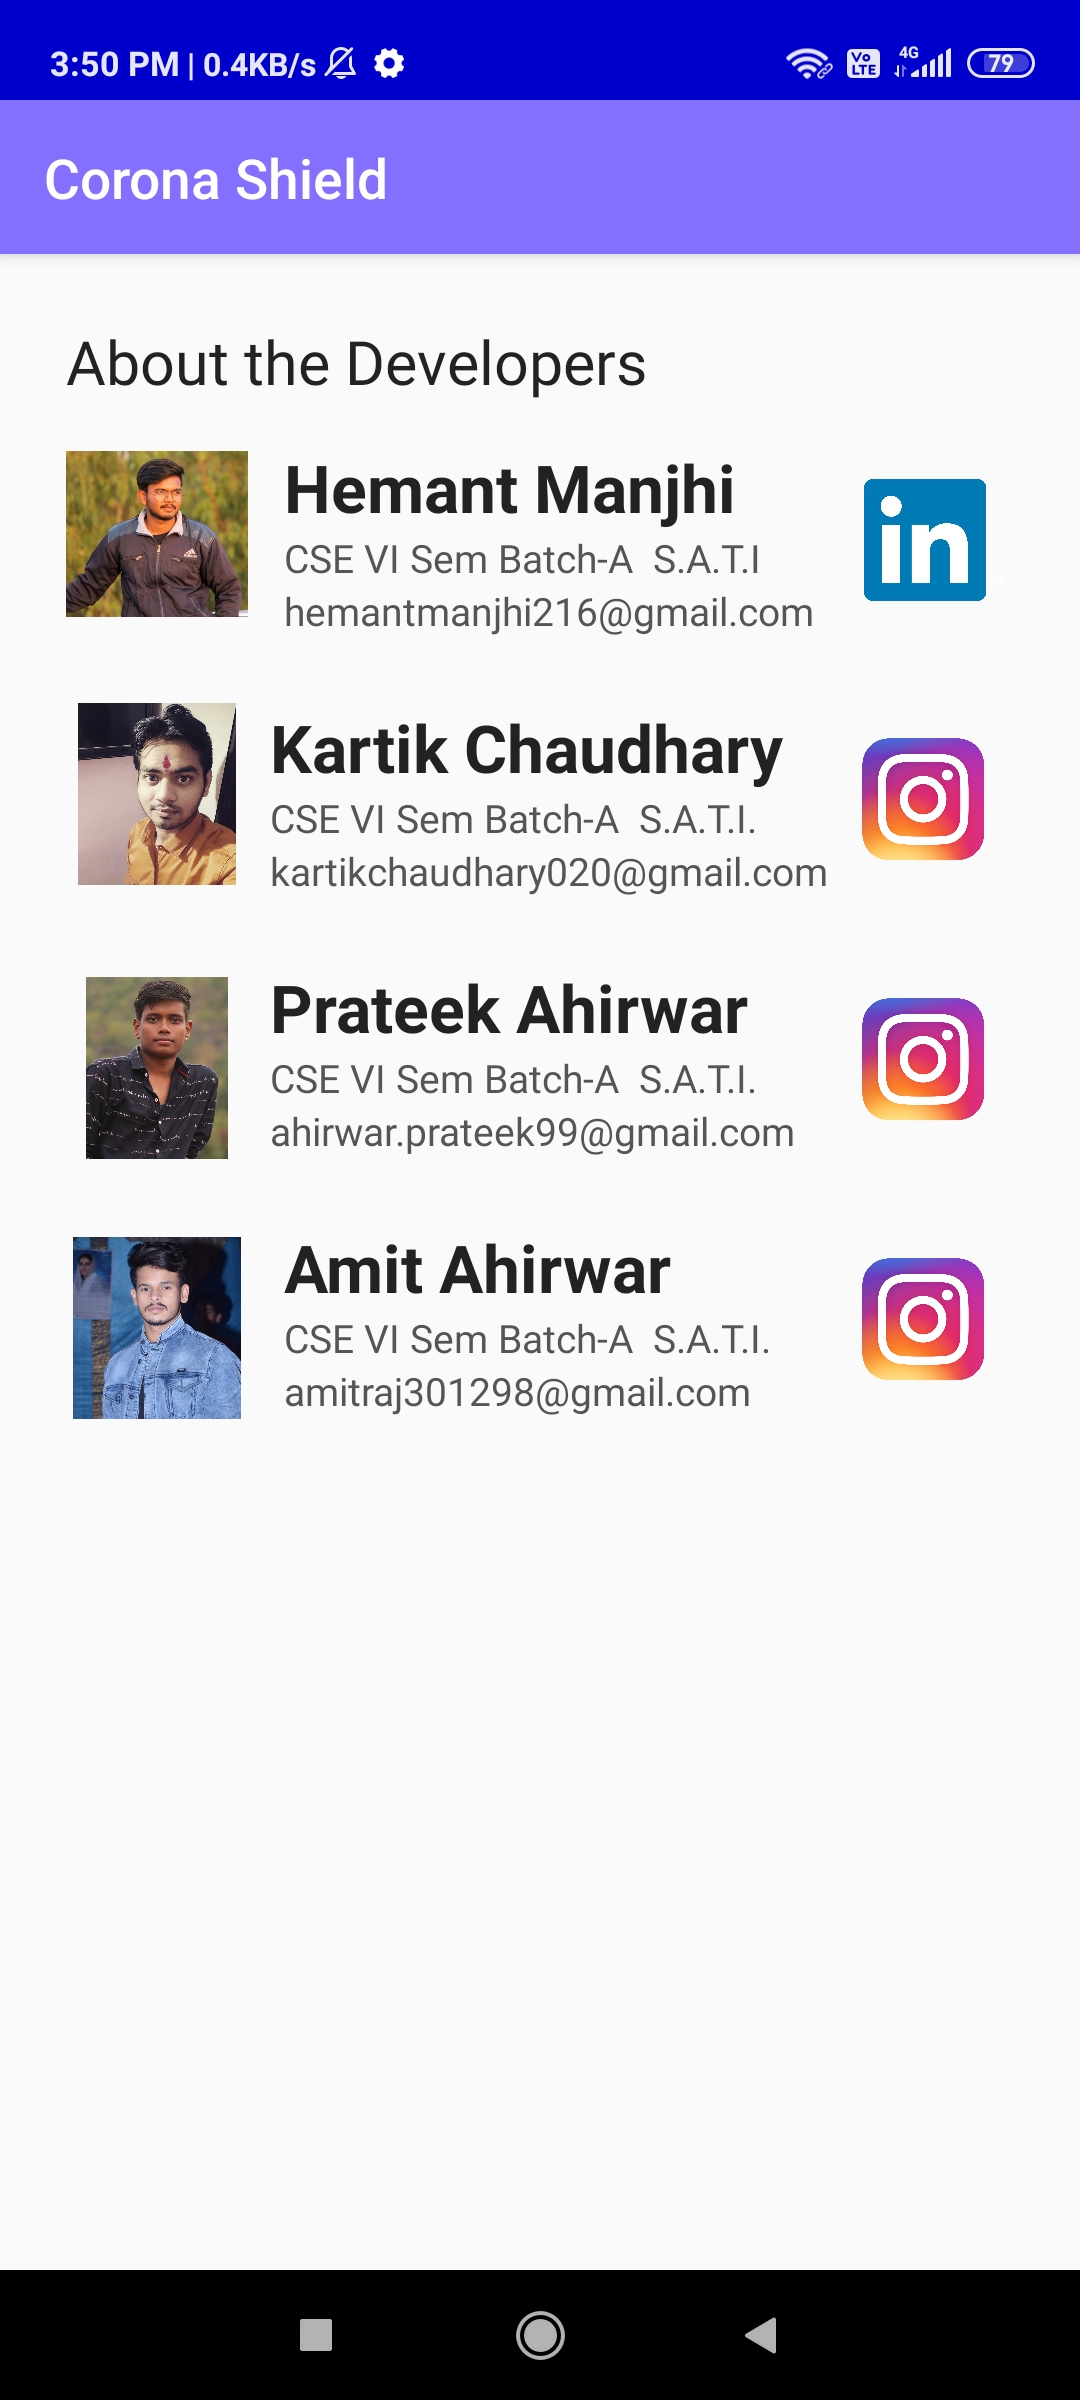 3:50 PM | 0.4KB/s
Vo LTE 4G 79
Corona Shield
About the Developers
Hemant Manjhi
CSE VI Sem Batch-A  S.A.T.I
hemantmanjhi216@gmail.com
in
Kartik Chaudhary
CSE VI Sem Batch-A  S.A.T.I.
kartikchaudhary020@gmail.com
Prateek Ahirwar
CSE VI Sem Batch-A  S.A.T.I.
ahirwar.prateek99@gmail.com
Amit Ahirwar
CSE VI Sem Batch-A  S.A.T.I.
amitraj301298@gmail.com